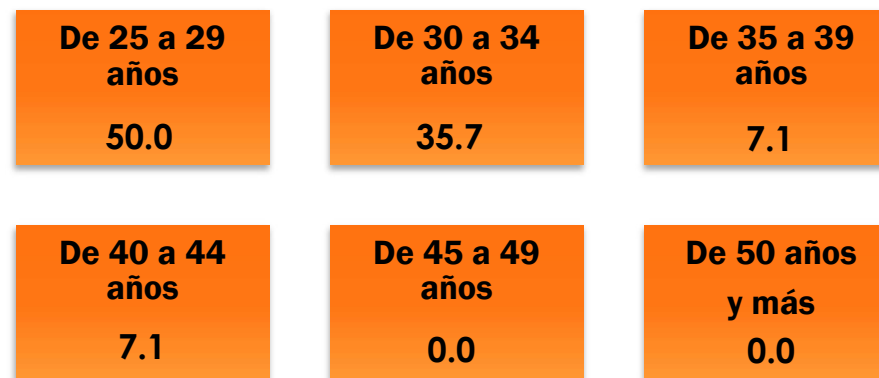 De 25 a 29
años
50.0
De 30 a 34
años
35.7
De 35 a 39
años
7.1
De 40 a 44
años
7.1
De 45 a 49
años
0.0
De 50 años
y más
0.0